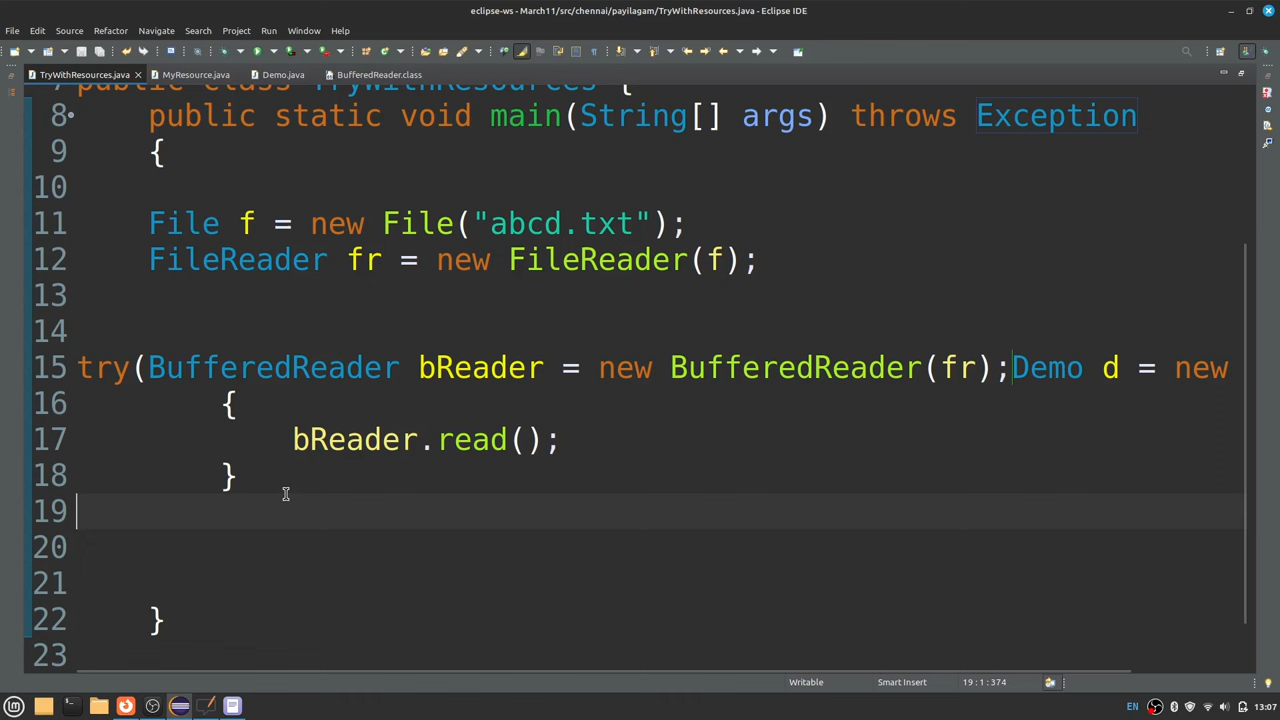 eclipse-ws - March11/src/chennai/payilagam/TryWithResources.java - Eclipse IDE
File Edit Source Refactor Navigate Search Project Run Window Help
TryWithResources.java MyResource.java Demo.java BufferedReader.class
7 public class TryWithResources {
8 public static void main(String[] args) throws Exception
9 {
10
11 File f = new File("abcd.txt");
12 FileReader fr = new FileReader(f);
13
14
15 try(BufferedReader bReader = new BufferedReader(fr);Demo d = new
16 {
17 bReader.read();
18 }
19
20
21
22 }
23
Writable Smart Insert 19 : 1 : 374
EN 13:07